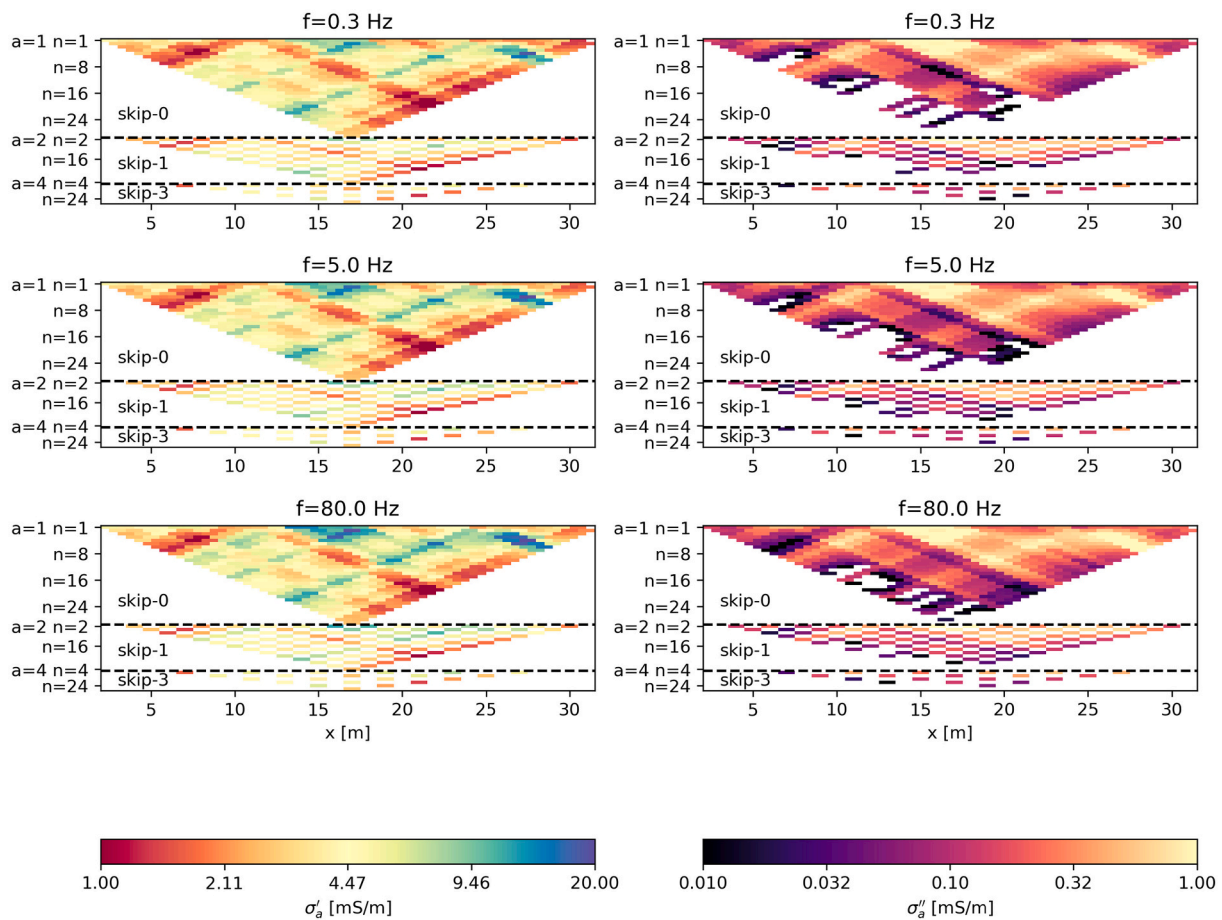 f=0.3 Hz
a=1 n=1
n=8
n=16
n=24
a=2 n=2
n=16
a=4 n=4
n=24
skip-0
skip-1
skip-3
5 10 15 20 25 30
f=0.3 Hz
a=1 n=1
n=8
n=16
n=24
a=2 n=2
n=16
a=4 n=4
n=24
skip-0
skip-1
skip-3
5 10 15 20 25 30
f=5.0 Hz
a=1 n=1
n=8
n=16
n=24
a=2 n=2
n=16
a=4 n=4
n=24
skip-0
skip-1
skip-3
5 10 15 20 25 30
f=5.0 Hz
a=1 n=1
n=8
n=16
n=24
a=2 n=2
n=16
a=4 n=4
n=24
skip-0
skip-1
skip-3
5 10 15 20 25 30
f=80.0 Hz
a=1 n=1
n=8
n=16
n=24
a=2 n=2
n=16
a=4 n=4
n=24
skip-0
skip-1
skip-3
5 10 15 20 25 30
x [m]
f=80.0 Hz
a=1 n=1
n=8
n=16
n=24
a=2 n=2
n=16
a=4 n=4
n=24
skip-0
skip-1
skip-3
5 10 15 20 25 30
x [m]
1.00 2.11 4.47 9.46 20.00
σ′a [mS/m]
0.010 0.032 0.10 0.32 1.00
σ″a [mS/m]